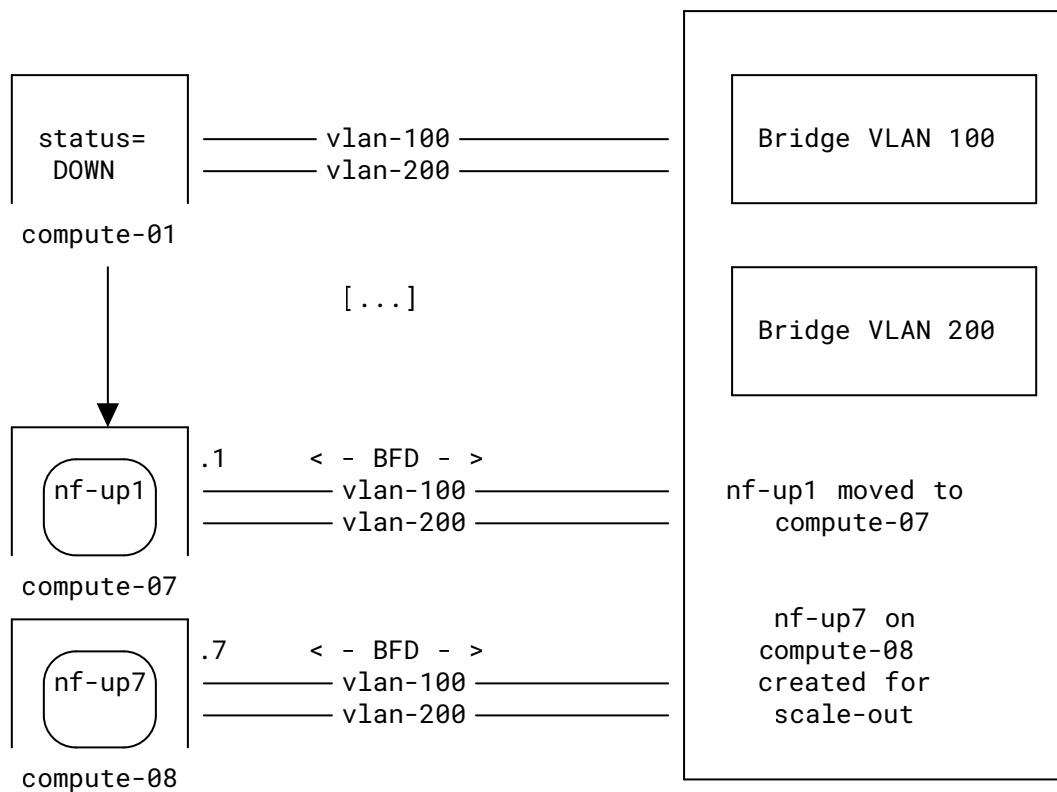 status=
DOWN
compute-01
vlan-100
vlan-200
Bridge VLAN 100
[...]
Bridge VLAN 200
nf-up1
compute-07
.1 < - BFD - >
vlan-100
vlan-200
nf-up1 moved to
compute-07
nf-up7
compute-08
.7 < - BFD - >
vlan-100
vlan-200
nf-up7 on
compute-08
created for
scale-out